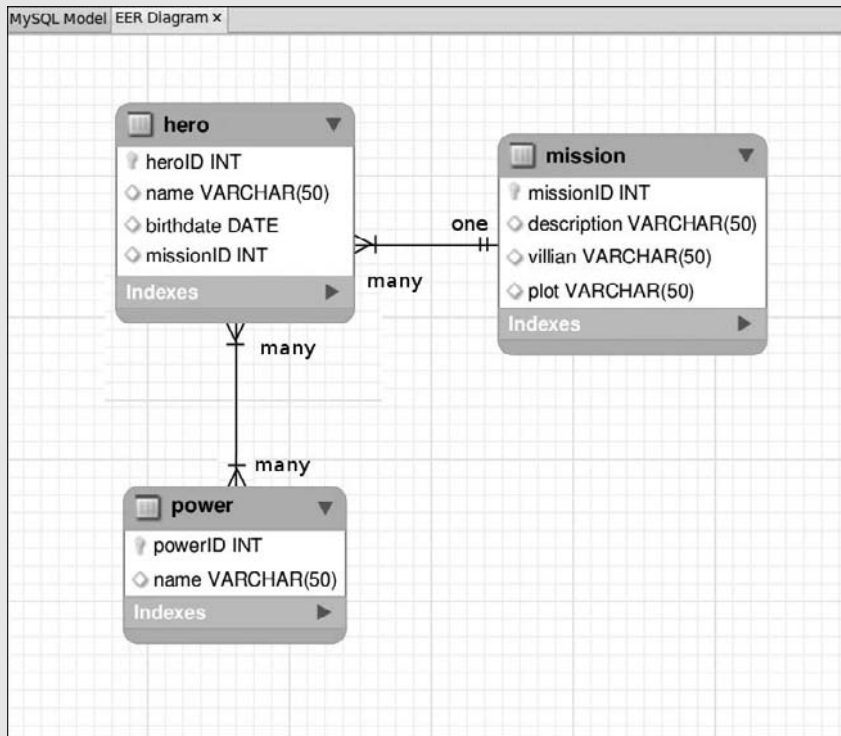 MySQL Model EER Diagram ×
hero
heroID INT
name VARCHAR(50)
birthdate DATE
missionID INT
Indexes
mission
missionID INT
description VARCHAR(50)
villian VARCHAR(50)
plot VARCHAR(50)
Indexes
one
many
many
many
power
powerID INT
name VARCHAR(50)
Indexes